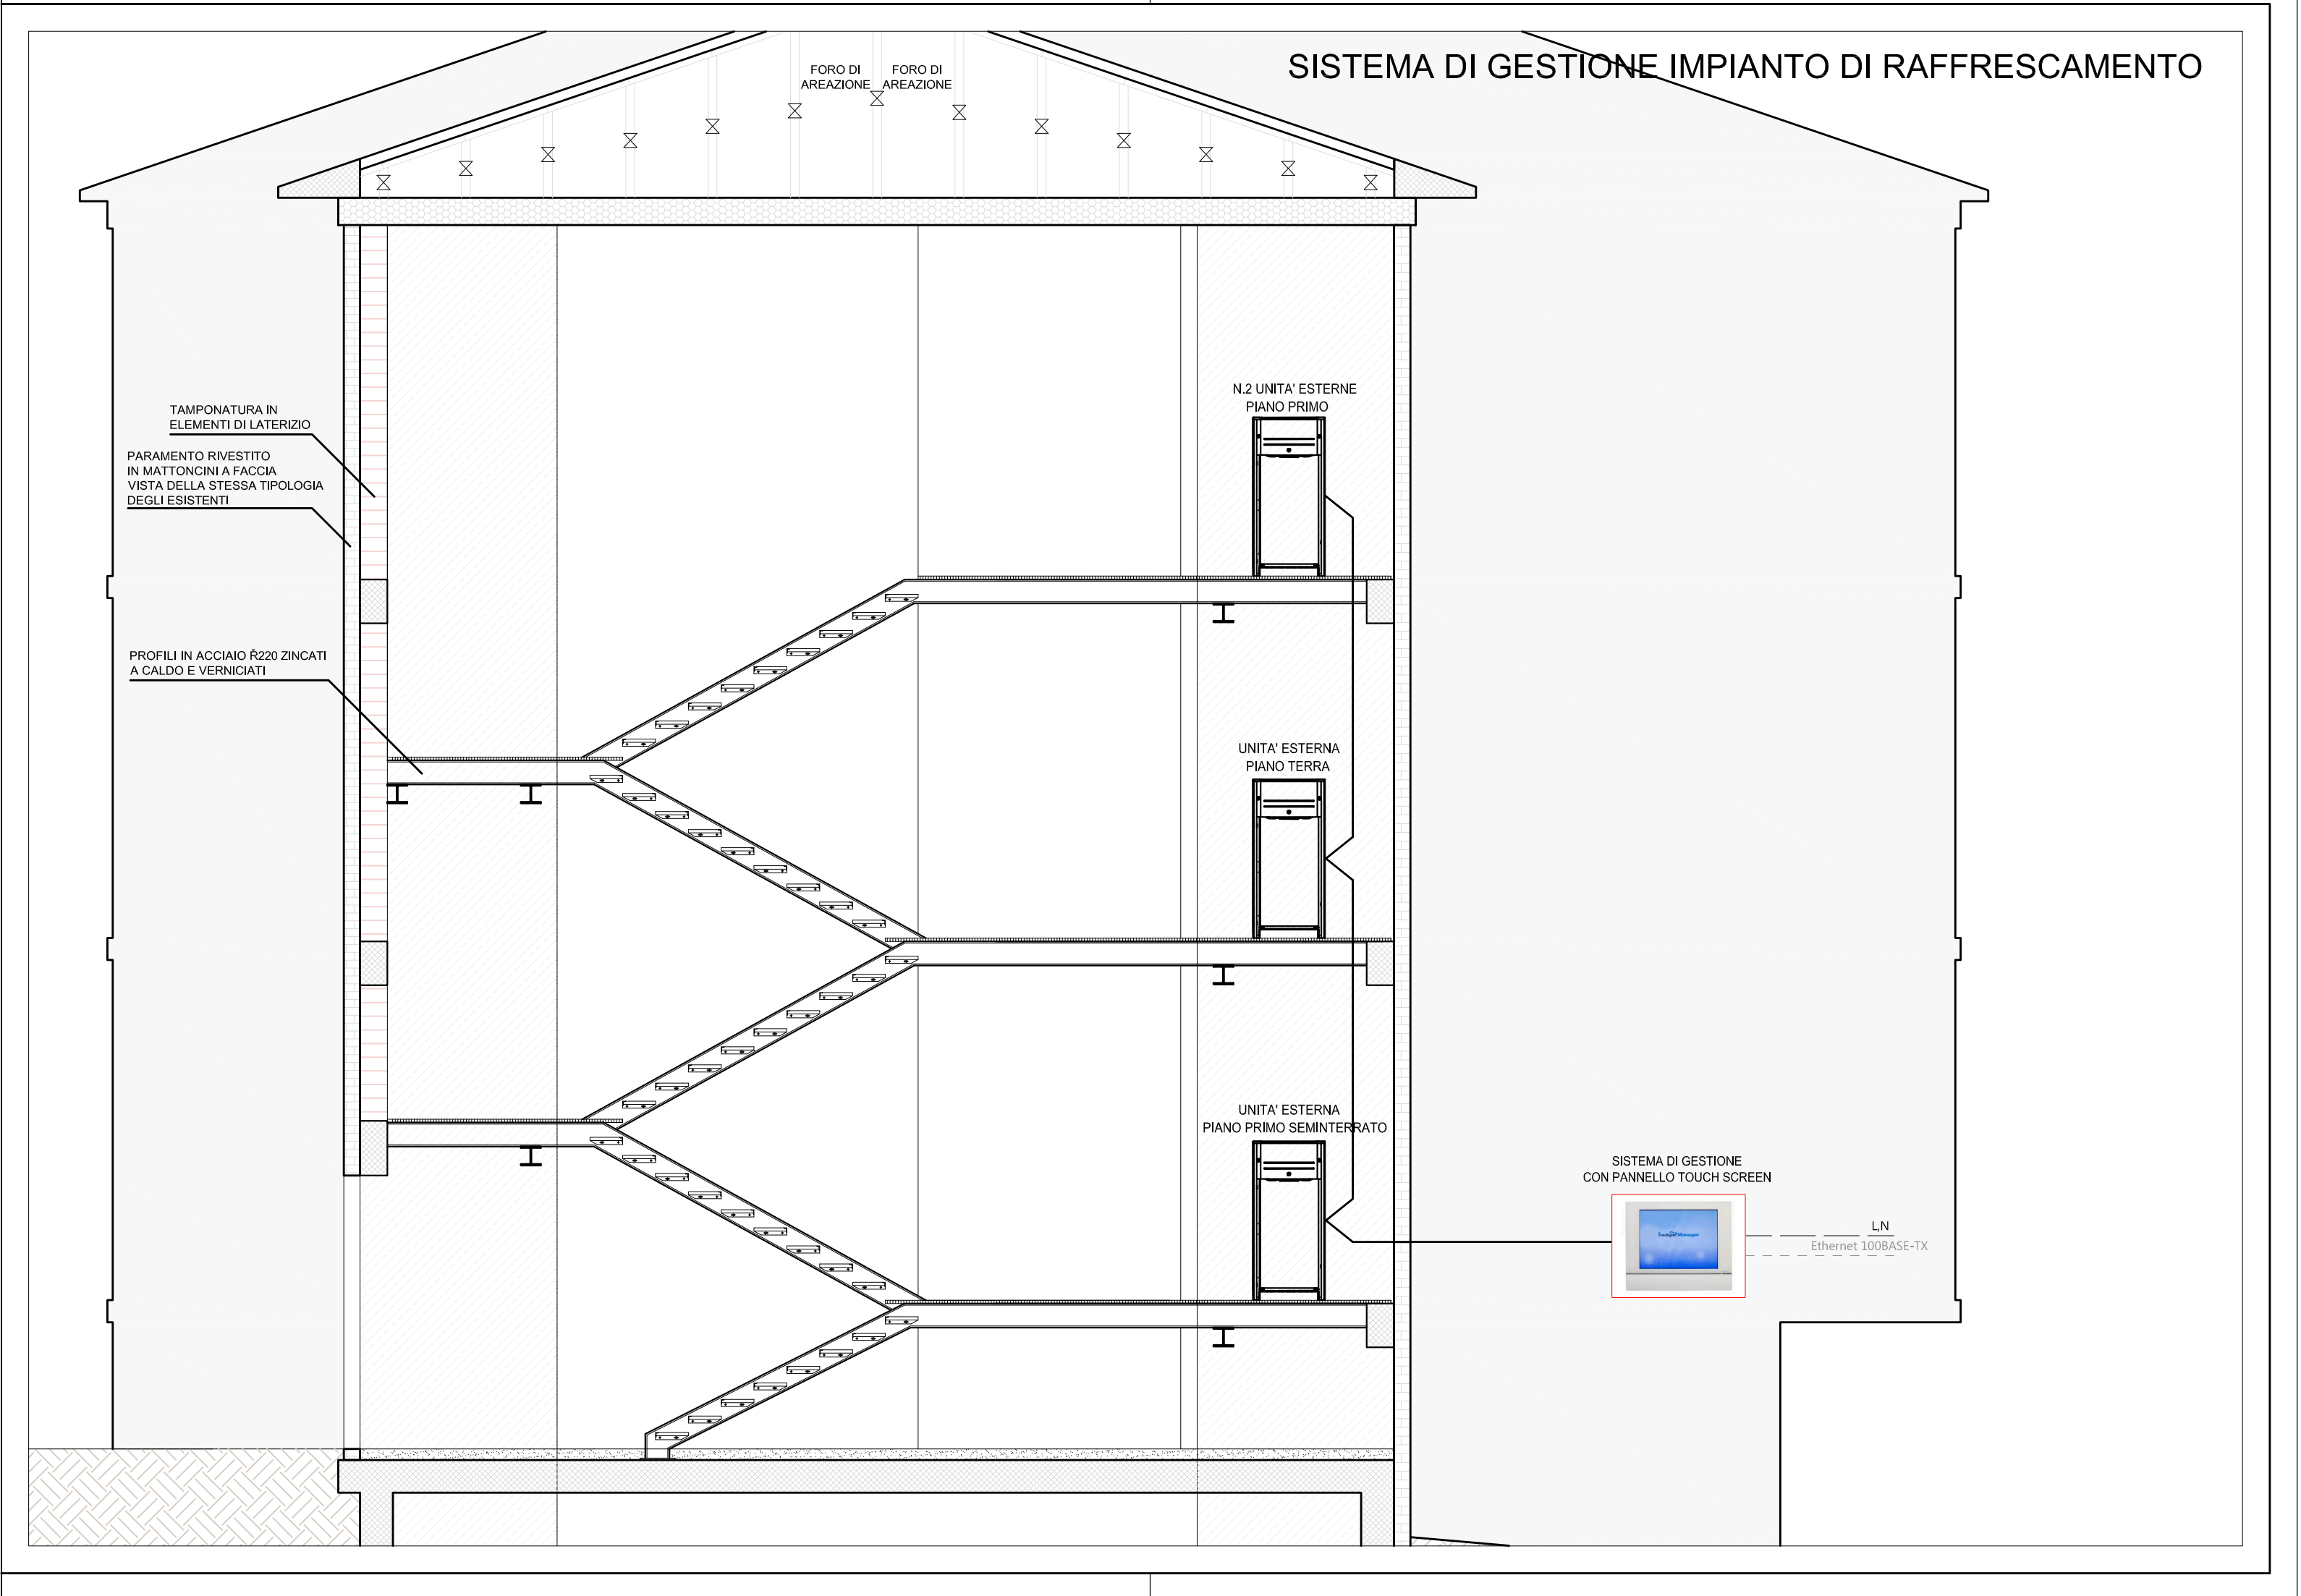 SISTEMA DI GESTIONE IMPIANTO DI RAFFRESCAMENTO
FORO DI
AREAZIONE
FORO DI
AREAZIONE
N.2 UNITA' ESTERNE
PIANO PRIMO
TAMPONATURA IN
ELEMENTI DI LATERIZIO
PARAMENTO RIVESTITO
IN MATTONCINI A FACCIA
VISTA DELLA STESSA TIPOLOGIA
DEGLI ESISTENTI
PROFILI IN ACCIAIO Ř220 ZINCATI
A CALDO E VERNICIATI
UNITA' ESTERNA
PIANO TERRA
UNITA' ESTERNA
PIANO PRIMO SEMINTERRATO
SISTEMA DI GESTIONE
CON PANNELLO TOUCH SCREEN
Manager
L,N
Ethernet 100BASE-TX